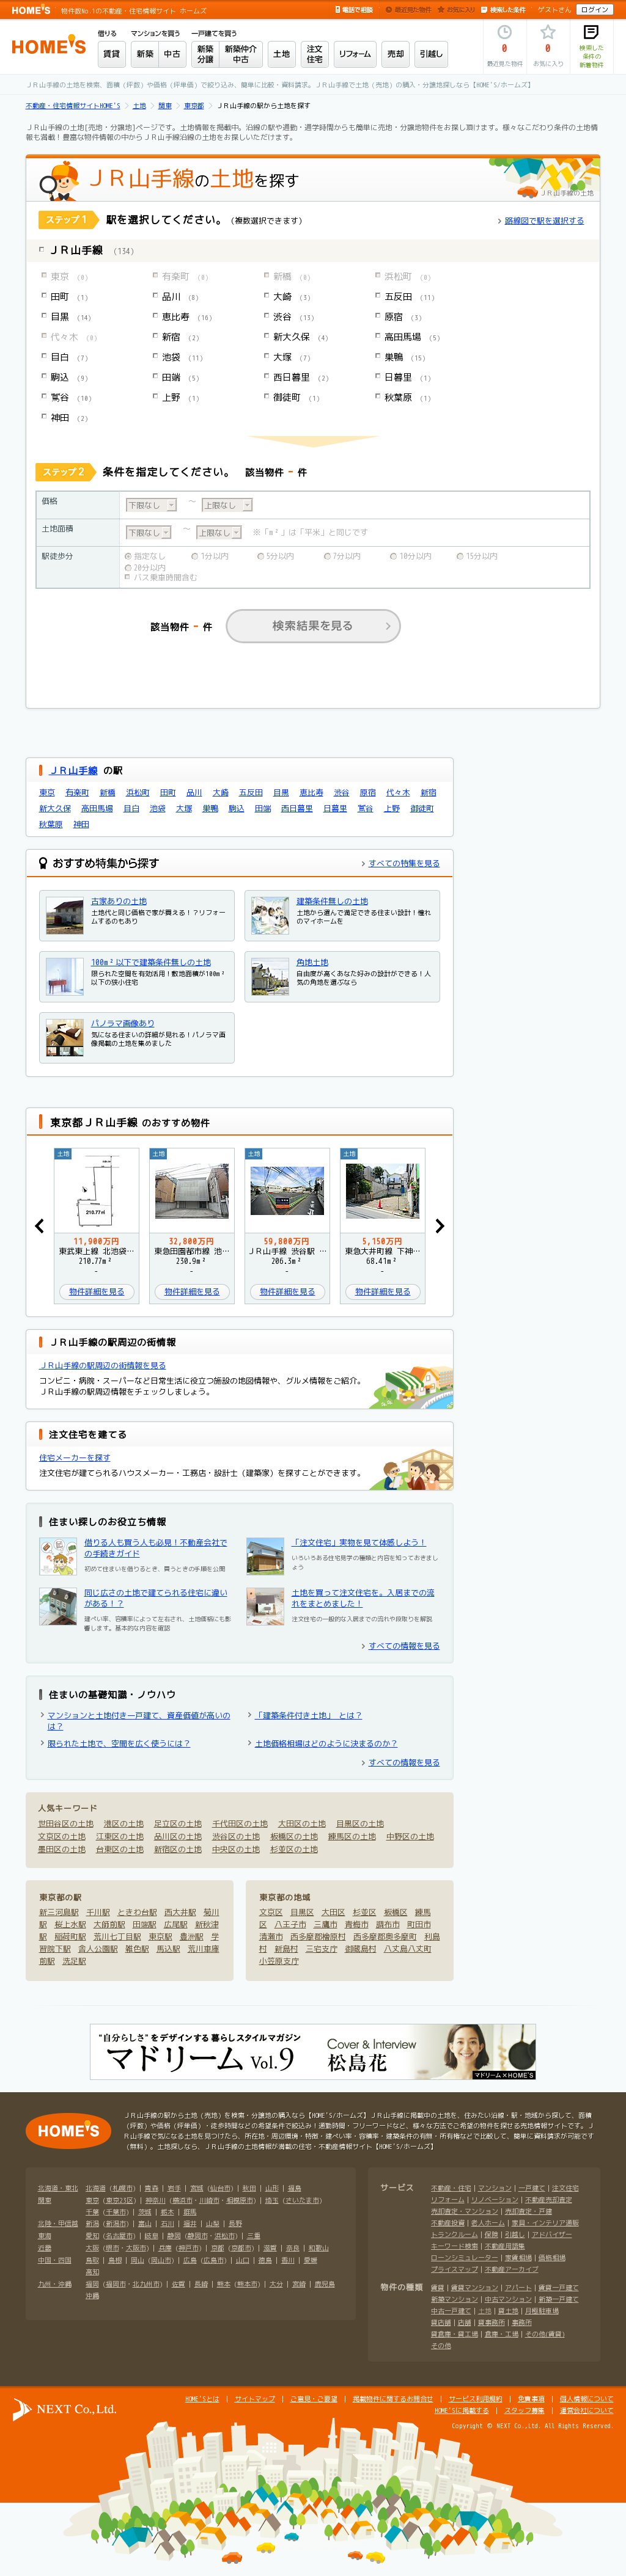 HOME'S 物件数No.1の不動産・住宅情報サイト ホームズ
電話で相談 最近見た物件 お気に入り 検索した条件 ゲストさん ログイン
HOME'S
借りる マンションを買う 一戸建てを買う
賃貸 新築 中古 新築分譲 新築仲介中古 土地 注文住宅 リフォーム 売却 引越し
0 最近見た物件
0 お気に入り
検索した条件の新着物件
ＪＲ山手線の土地を検索、面積（坪数）や価格（坪単価）で絞り込み、簡単に比較・資料請求。ＪＲ山手線で土地（売地）の購入・分譲地探しなら【HOME'S/ホームズ】
不動産・住宅情報サイトHOME'S 土地 関東 東京都 ＪＲ山手線の駅から土地を探す
ＪＲ山手線の土地[売地・分譲地]ページです。土地情報を掲載中。沿線の駅や通勤・通学時間からも簡単に売地・分譲地物件をお探し頂けます。様々なこだわり条件の土地情報も満載！豊富な物件情報の中からＪＲ山手線沿線の土地をお探しいただけます。
ＪＲ山手線の土地を探す
ＪＲ山手線の土地
ステップ1 駅を選択してください。（複数選択できます）
路線図で駅を選択する
ＪＲ山手線 (134)
東京 (0) 有楽町 (0) 新橋 (0) 浜松町 (0)
田町 (1) 品川 (8) 大崎 (3) 五反田 (11)
目黒 (14) 恵比寿 (16) 渋谷 (13) 原宿 (3)
代々木 (0) 新宿 (2) 新大久保 (4) 高田馬場 (5)
目白 (7) 池袋 (11) 大塚 (7) 巣鴨 (15)
駒込 (9) 田端 (5) 西日暮里 (2) 日暮里 (1)
鴬谷 (10) 上野 (1) 御徒町 (1) 秋葉原 (1)
神田 (2)
ステップ2 条件を指定してください。 該当物件 - 件
価格 下限なし ～ 上限なし
土地面積 下限なし ～ 上限なし ※「m²」は「平米」と同じです
駅徒歩分 指定なし 1分以内 5分以内 7分以内 10分以内 15分以内
20分以内
バス乗車時間含む
該当物件 - 件 検索結果を見る
ＪＲ山手線 の駅
東京 有楽町 新橋 浜松町 田町 品川 大崎 五反田 目黒 恵比寿 渋谷 原宿 代々木 新宿
新大久保 高田馬場 目白 池袋 大塚 巣鴨 駒込 田端 西日暮里 日暮里 鴬谷 上野 御徒町
秋葉原 神田
おすすめ特集から探す
すべての特集を見る
古家ありの土地
土地代と同じ価格で家が買える！？リフォームするのもあり
建築条件無しの土地
土地から選んで満足できる住まい設計！憧れのマイホームを
100m²以下で建築条件無しの土地
限られた空間を有効活用！敷地面積が100m²以下の狭小住宅
角地土地
自由度が高くあなた好みの設計ができる！人気の角地を選ぶなら
パノラマ画像あり
気になる住まいの詳細が見れる！パノラマ画像掲載の土地を集めました
東京都ＪＲ山手線 のおすすめ物件
土地 土地 土地 土地
210.77㎡
11,900万円 32,800万円 59,800万円 5,150万円
東武東上線 北池袋… 東急田園都市線 池… ＪＲ山手線 渋谷駅 … 東急大井町線 下神…
210.77m² 230.9m² 206.3m² 68.41m²
- - - -
物件詳細を見る 物件詳細を見る 物件詳細を見る 物件詳細を見る
ＪＲ山手線の駅周辺の街情報
ＪＲ山手線の駅周辺の街情報を見る
コンビニ・病院・スーパーなど日常生活に役立つ施設の地図情報や、グルメ情報をご紹介。
ＪＲ山手線の駅周辺情報をチェックしましょう。
注文住宅を建てる
住宅メーカーを探す
注文住宅が建てられるハウスメーカー・工務店・設計士（建築家）を探すことができます。
住まい探しのお役立ち情報
借りる人も買う人も必見！不動産会社での手続きガイド
初めて住まいを借りるとき、買うときの手順を公開
「注文住宅」実物を見て体感しよう！
いろいろある住宅見学の種類と内容を知っておきましょう
同じ広さの土地で建てられる住宅に違いがある！？
建ぺい率、容積率によって左右され、土地価格にも影響します。基本的な内容を確認
土地を買って注文住宅を。入居までの流れをまとめました！
注文住宅の一般的な入居までの流れや段取りを解説
すべての情報を見る
住まいの基礎知識・ノウハウ
マンションと土地付き一戸建て、資産価値が高いのは？
「建築条件付き土地」 とは？
限られた土地で、空間を広く使うには？
土地価格相場はどのように決まるのか？
すべての情報を見る
人気キーワード
世田谷区の土地 港区の土地 足立区の土地 千代田区の土地 大田区の土地 目黒区の土地
文京区の土地 江東区の土地 品川区の土地 渋谷区の土地 板橋区の土地 練馬区の土地 中野区の土地
墨田区の土地 台東区の土地 新宿区の土地 中央区の土地 杉並区の土地
東京都の駅
新三河島駅 千川駅 ときわ台駅 西大井駅 菊川駅 桜上水駅 大師前駅 田端駅 広尾駅 新秋津駅 稲荷町駅 荒川七丁目駅 東京駅 豊洲駅 学習院下駅 舎人公園駅 雑色駅 馬込駅 荒川車庫前駅 洗足駅
東京都の地域
文京区 目黒区 大田区 杉並区 板橋区 練馬区 八王子市 三鷹市 青梅市 調布市 町田市 清瀬市 西多摩郡檜原村 西多摩郡奥多摩町 利島村 新島村 三宅支庁 御蔵島村 八丈島八丈町 小笠原支庁
"自分らしさ"をデザインする 暮らしスタイルマガジン
マドリーム Vol.9
Cover & Interview
松島花
マドリーム×HOME'S
HOME'S
ＪＲ山手線の駅から土地（売地）を検索・分譲地の購入なら【HOME'S/ホームズ】ＪＲ山手線に掲載中の土地を、住みたい沿線・駅・地域から探して、面積（坪数）や価格（坪単価）・徒歩時間などの希望条件で絞込み！通勤時間・フリーワードなど、様々な方法でご希望の物件を探せる売地情報サイトです。ＪＲ山手線で気になる土地を見つけたら、所在地・周辺環境・特徴・建ぺい率・容積率・建築条件の有無・所有権などで比較して、簡単に資料請求が可能です（無料）。土地探しなら、ＪＲ山手線の土地情報が満載の住宅・不動産情報サイト【HOME'S/ホームズ】
北海道・東北 北海道（札幌市）| 青森 | 岩手 | 宮城（仙台市）| 秋田 | 山形 | 福島
関東 東京（東京23区）| 神奈川（横浜市・川崎市・相模原市）| 埼玉（さいたま市）
千葉（千葉市）| 茨城 | 栃木 | 群馬
北陸・甲信越 新潟（新潟市）| 富山 | 石川 | 福井 | 山梨 | 長野
東海 愛知（名古屋市）| 岐阜 | 静岡（静岡市・浜松市）| 三重
近畿 大阪（堺市・大阪市）| 兵庫（神戸市）| 京都（京都市）| 滋賀 | 奈良 | 和歌山
中国・四国 鳥取 | 島根 | 岡山（岡山市）| 広島（広島市）| 山口 | 徳島 | 香川 | 愛媛
高知
九州・沖縄 福岡（福岡市・北九州市）| 佐賀 | 長崎 | 熊本（熊本市）| 大分 | 宮崎 | 鹿児島
沖縄
サービス 不動産・住宅 | マンション | 一戸建て | 注文住宅
リフォーム | リノベーション | 不動産売却査定
売却査定・マンション | 売却査定・戸建
不動産投資 | 老人ホーム | 家具・インテリア通販
トランクルーム | 保険 | 引越し | アドバイザー
キーワード検索 | 不動産用語集
ローンシミュレーター | 家賃相場 | 価格相場
プライスマップ | 不動産アーカイブ
物件の種類 賃貸 | 賃貸マンション | アパート | 賃貸一戸建て
新築マンション | 中古マンション | 新築一戸建て
中古一戸建て | 土地 | 貸土地 | 月極駐車場
貸店舗 | 店舗 | 貸事務所 | 事務所
貸倉庫・貸工場 | 倉庫・工場 | その他(賃貸)
その他
NEXT Co.,Ltd.
HOME'Sとは | サイトマップ | ご意見・ご要望 | 掲載物件に関するお問合せ | サービス利用規約 | 免責事項 | 個人情報について
HOME'Sに掲載する | スタッフ募集 | 運営会社について
Copyright © NEXT Co.,Ltd. All Rights Reserved.